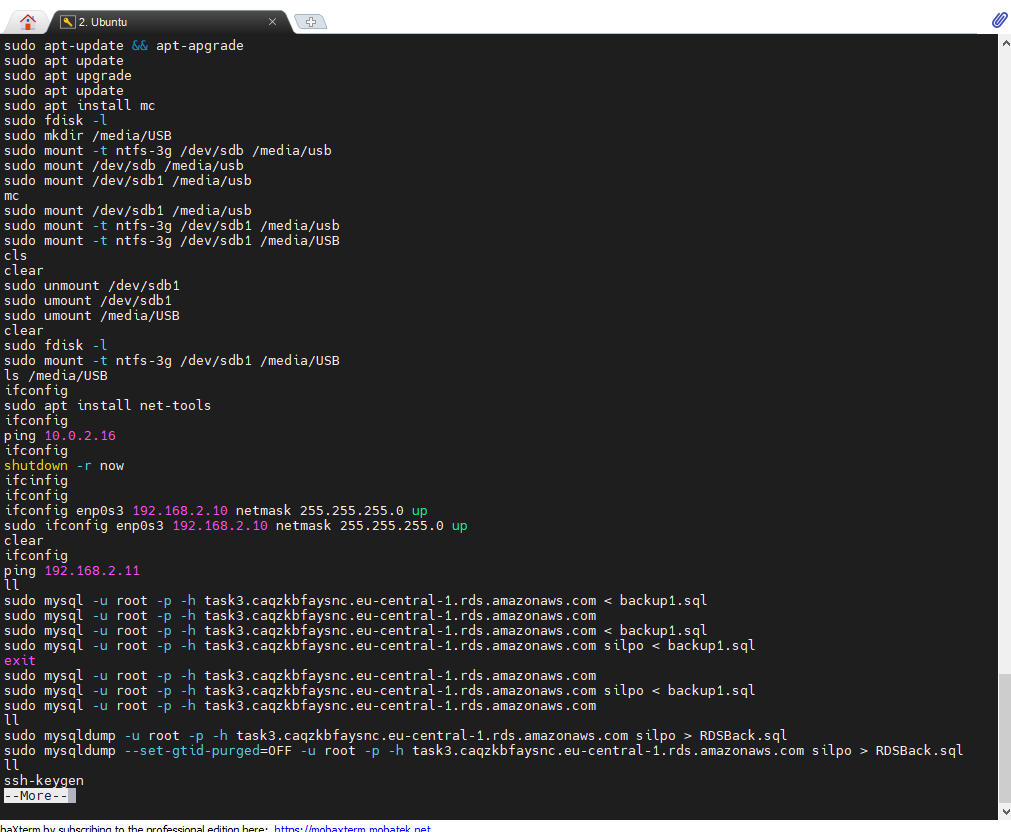 2. Ubuntu
sudo apt-update && apt-apgrade
sudo apt update
sudo apt upgrade
sudo apt update
sudo apt install mc
sudo fdisk -l
sudo mkdir /media/USB
sudo mount -t ntfs-3g /dev/sdb /media/usb
sudo mount /dev/sdb /media/usb
sudo mount /dev/sdb1 /media/usb
mc
sudo mount /dev/sdb1 /media/usb
sudo mount -t ntfs-3g /dev/sdb1 /media/usb
sudo mount -t ntfs-3g /dev/sdb1 /media/USB
cls
clear
sudo unmount /dev/sdb1
sudo umount /dev/sdb1
sudo umount /media/USB
clear
sudo fdisk -l
sudo mount -t ntfs-3g /dev/sdb1 /media/USB
ls /media/USB
ifconfig
sudo apt install net-tools
ifconfig
ping 10.0.2.16
ifconfig
shutdown -r now
ifcinfig
ifconfig
ifconfig enp0s3 192.168.2.10 netmask 255.255.255.0 up
sudo ifconfig enp0s3 192.168.2.10 netmask 255.255.255.0 up
clear
ifconfig
ping 192.168.2.11
ll
sudo mysql -u root -p -h task3.caqzkbfaysnc.eu-central-1.rds.amazonaws.com < backup1.sql
sudo mysql -u root -p -h task3.caqzkbfaysnc.eu-central-1.rds.amazonaws.com
sudo mysql -u root -p -h task3.caqzkbfaysnc.eu-central-1.rds.amazonaws.com < backup1.sql
sudo mysql -u root -p -h task3.caqzkbfaysnc.eu-central-1.rds.amazonaws.com silpo < backup1.sql
exit
sudo mysql -u root -p -h task3.caqzkbfaysnc.eu-central-1.rds.amazonaws.com
sudo mysql -u root -p -h task3.caqzkbfaysnc.eu-central-1.rds.amazonaws.com silpo < backup1.sql
sudo mysql -u root -p -h task3.caqzkbfaysnc.eu-central-1.rds.amazonaws.com
ll
sudo mysqldump -u root -p -h task3.caqzkbfaysnc.eu-central-1.rds.amazonaws.com silpo > RDSBack.sql
sudo mysqldump --set-gtid-purged=OFF -u root -p -h task3.caqzkbfaysnc.eu-central-1.rds.amazonaws.com silpo > RDSBack.sql
ll
ssh-keygen
--More--
baXterm by subscribing to the professional edition here: https://mobaxterm.mobatek.net